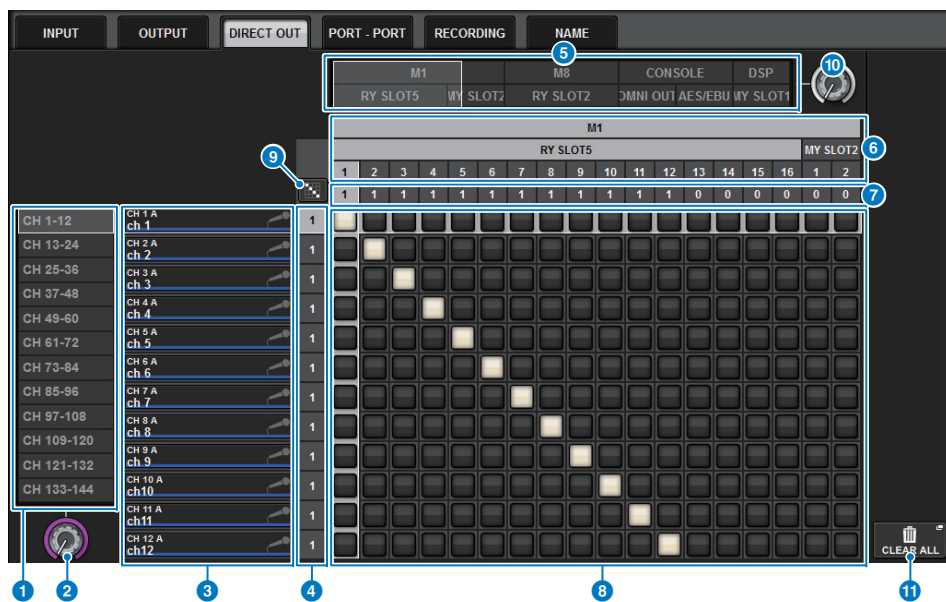 INPUT OUTPUT DIRECT OUT PORT - PORT RECORDING NAME
5
M1 M8 CONSOLE DSP
10
RY SLOT5 MY SLOT2 RY SLOT2 OMNI OUT AES/EBU MY SLOT1
M1
RY SLOT5 MY SLOT2
6
9
1 2 3 4 5 6 7 8 9 10 11 12 13 14 15 16 1 2
1 1 1 1 1 1 1 1 1 1 1 1 0 0 0 0 0 0
7
CH 1-12
CH 13-24
CH 25-36
CH 37-48
CH 49-60
CH 61-72
CH 73-84
CH 85-96
CH 97-108
CH 109-120
CH 121-132
CH 133-144
CH 1 A
ch 1
1
CH 2 A
ch 2
1
CH 3 A
ch 3
1
CH 4 A
ch 4
1
CH 5 A
ch 5
1
CH 6 A
ch 6
1
CH 7 A
ch 7
1
CH 8 A
ch 8
1
CH 9 A
ch 9
1
CH 10 A
ch10
1
CH 11 A
ch11
1
CH 12 A
ch12
1
CLEAR ALL
1 2 3 4 8 11